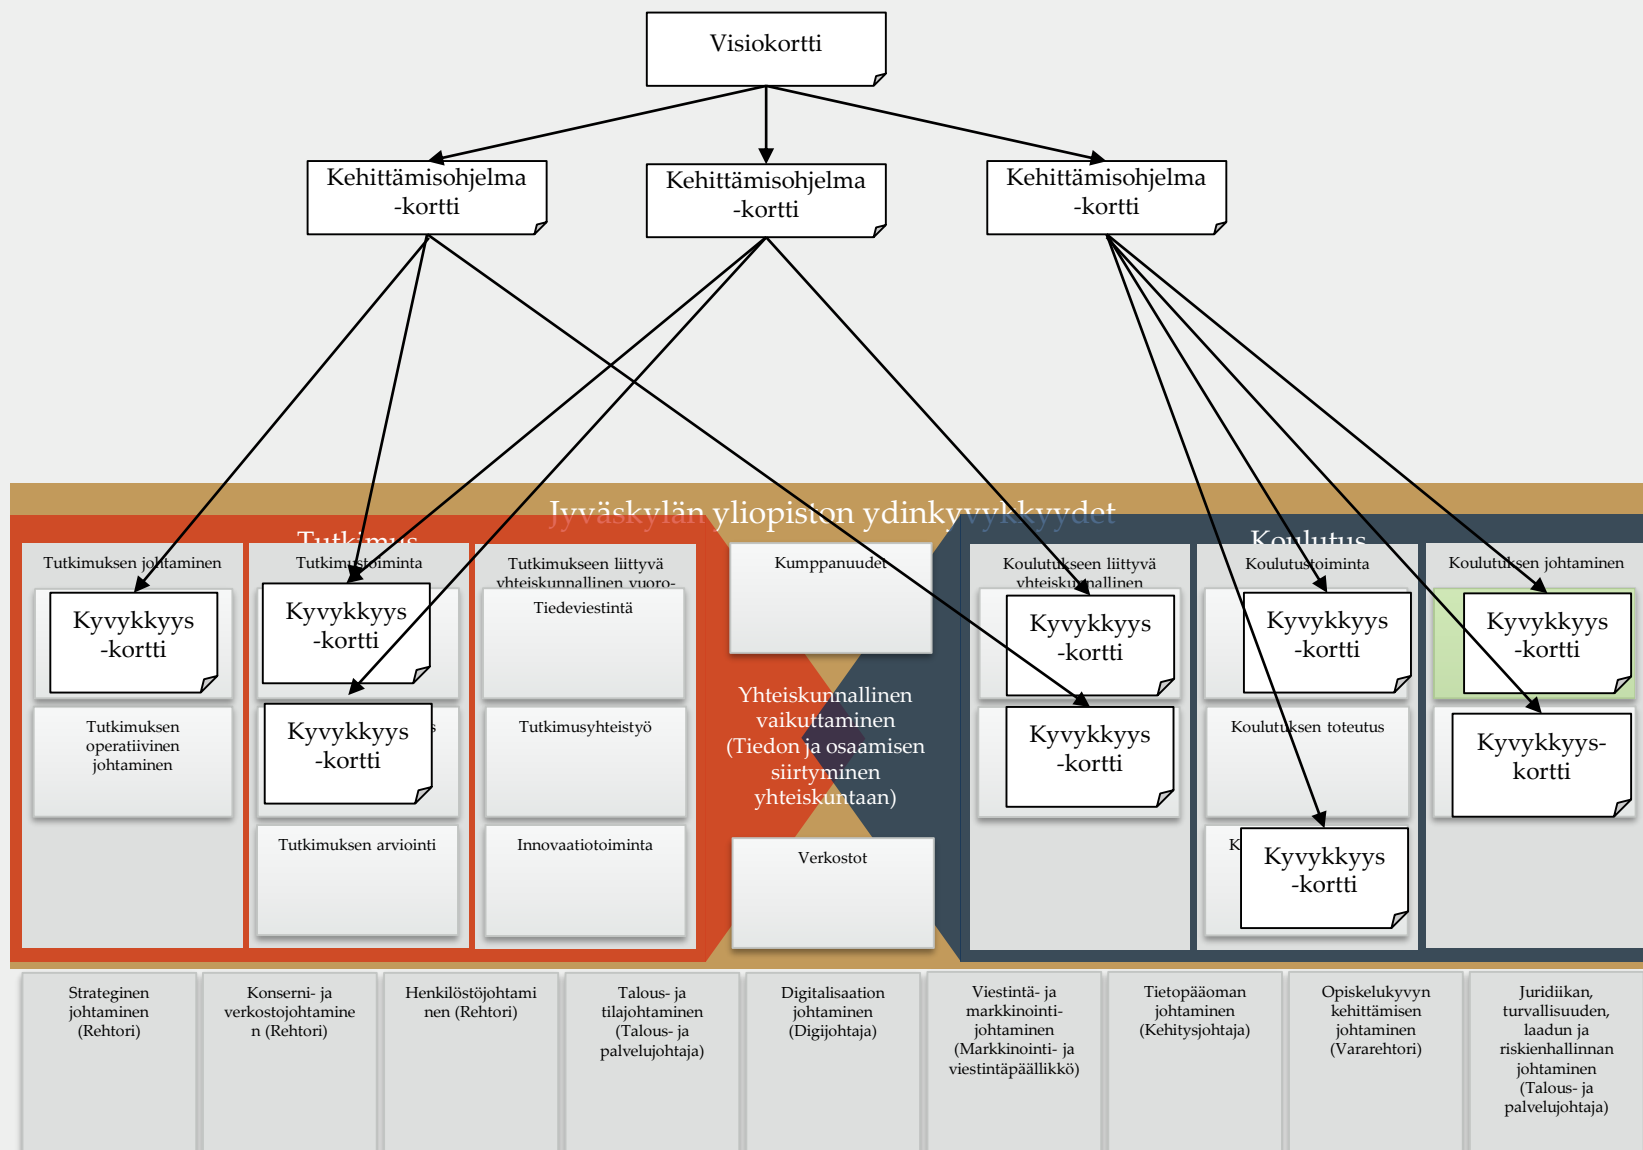 Visiokortti
Kehittämisohjelma
-kortti
Kehittämisohjelma
-kortti
Kehittämisohjelma
-kortti
Jyväskylän yliopiston ydinkyvykkyydet
Tutkimus
Koulutus
Tutkimuksen johtaminen
Kyvykkyys
-kortti
Tutkimuksen
operatiivinen
johtaminen
Tutkimustoiminta
Kyvykkyys
-kortti
Kyvykkyys
-kortti
Tutkimuksen arviointi
Tutkimukseen liittyvä
yhteiskunnallinen vuoro-
Tiedeviestintä
Tutkimusyhteistyö
Innovaatiotoiminta
Kumppanuudet
Yhteiskunnallinen
vaikuttaminen
(Tiedon ja osaamisen
siirtyminen
yhteiskuntaan)
Verkostot
Koulutukseen liittyvä
yhteiskunnallinen
Kyvykkyys
-kortti
Kyvykkyys
-kortti
Koulutustoiminta
Kyvykkyys
-kortti
Koulutuksen toteutus
Kyvykkyys
-kortti
Koulutuksen johtaminen
Kyvykkyys
-kortti
Kyvykkyys-
kortti
Strateginen
johtaminen
(Rehtori)
Konserni- ja
verkostojohtamine
n (Rehtori)
Henkilöstöjohtami
nen (Rehtori)
Talous- ja
tilajohtaminen
(Talous- ja
palvelujohtaja)
Digitalisaation
johtaminen
(Digijohtaja)
Viestintä- ja
markkinointi-
johtaminen
(Markkinointi- ja
viestintäpäällikkö)
Tietopääoman
johtaminen
(Kehitysjohtaja)
Opiskelukyvyn
kehittämisen
johtaminen
(Vararehtori)
Juridiikan,
turvallisuuden,
laadun ja
riskienhallinnan
johtaminen
(Talous- ja
palvelujohtaja)